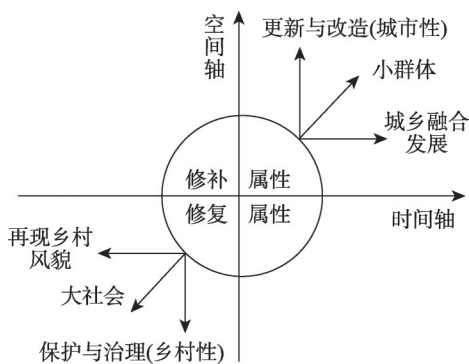 空间轴
更新与改造(城市性)
小群体
城乡融合
发展
修补 属性
修复 属性
时间轴
再现乡村
风貌
大社会
保护与治理(乡村性)